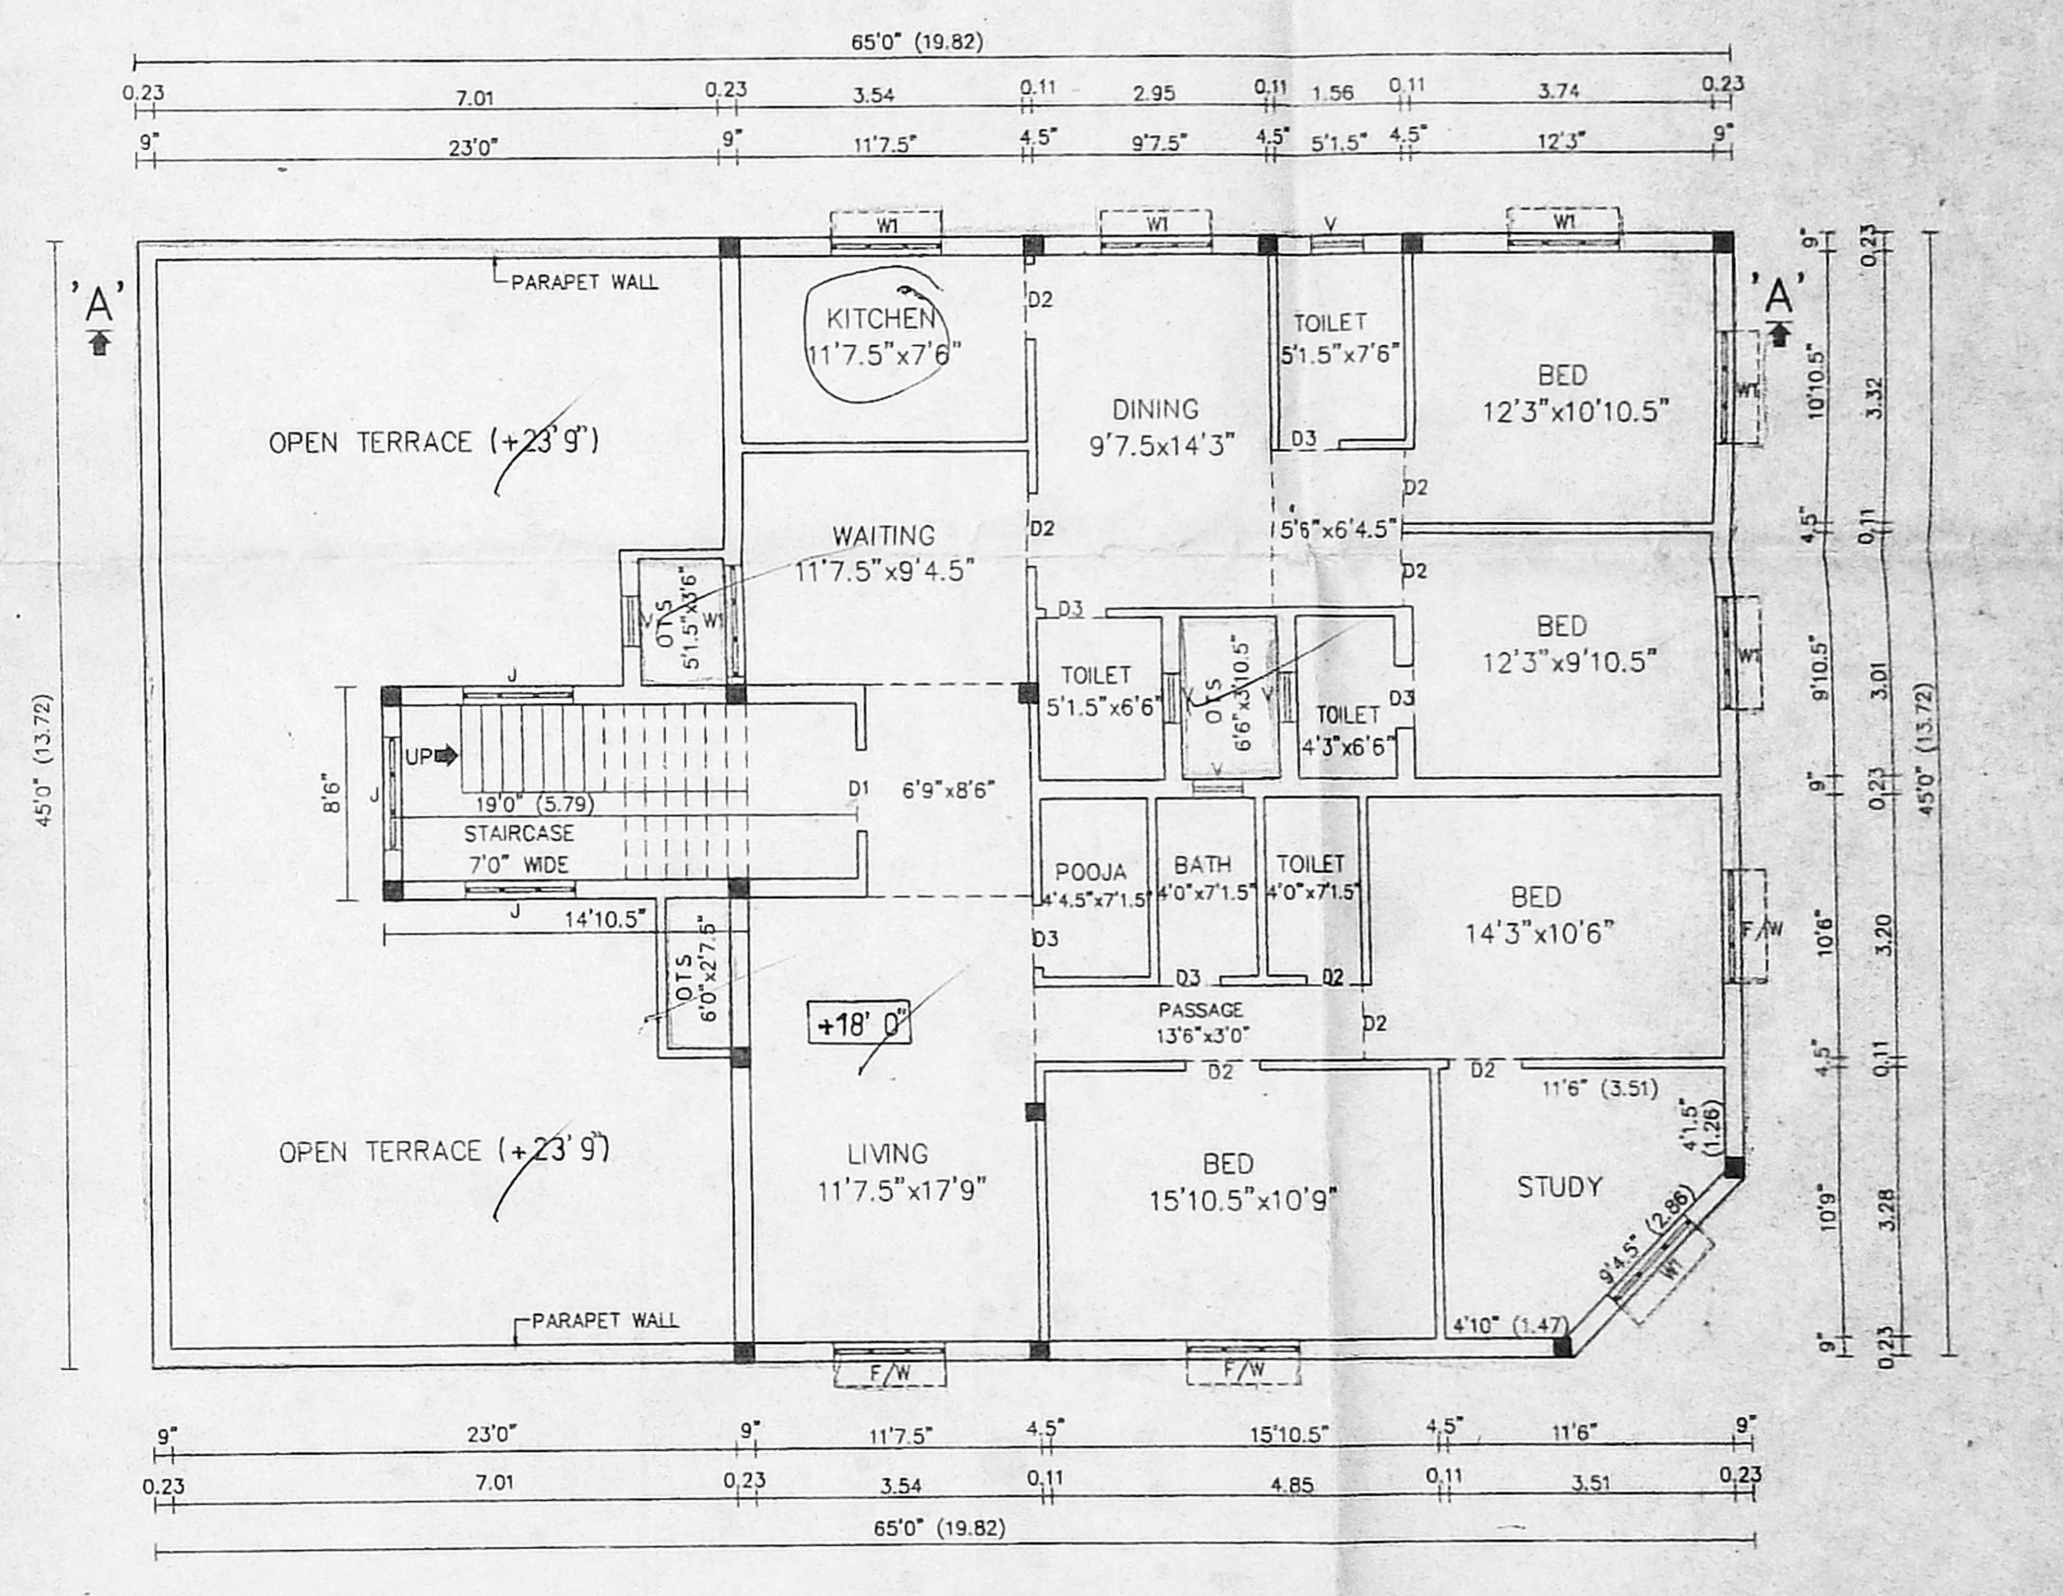 65'0" (19.82)
0.23 7.01 0.23 3.54 0.11 2.95 0.11 1.56 0.11 3.74 0.23
9" 23'0" 9" 11'7.5" 4.5" 9'7.5" 4.5" 5'1.5" 4.5" 12'3" 9"
W1 W1 V W1
'A' 'A'
PARAPET WALL
KITCHEN
11'7.5"x7'6"
D2
DINING
9'7.5x14'3"
TOILET
5'1.5"x7'6"
D3
BED
12'3"x10'10.5"
W1
OPEN TERRACE (+23'9")
D2
WAITING
11'7.5"x9'4.5"
D2
5'6"x6'4.5"
D2
OTS
5'1.5"x3'6"
V
W1
D3
TOILET
5'1.5"x6'6"
OTS
6'6"x3'10.5"
V V
V
TOILET
4'3"x6'6"
D3
BED
12'3"x9'10.5"
W1
J
UP
J
8'6"
19'0" (5.79)
STAIRCASE
7'0" WIDE
J
14'10.5"
D1
6'9"x8'6"
POOJA
4'4.5"x7'1.5"
BATH
4'0"x7'1.5"
TOILET
4'0"x7'1.5"
BED
14'3"x10'6"
F/W
D3
D3 D2
OTS
6'0"x2'7.5"
+18' 0"
PASSAGE
13'6"x3'0"
D2
D2 D2
11'6" (3.51)
4'1.5"
(1.26)
OPEN TERRACE (+23'9")
LIVING
11'7.5"x17'9"
BED
15'10.5"x10'9"
STUDY
9'4.5" (2.86)
W1
4'10" (1.47)
PARAPET WALL
F/W F/W
45'0" (13.72)
9" 10'10.5" 4.5" 9'10.5" 9" 10'6" 4.5" 10'9" 9"
0.23 3.32 0.11 3.01 0.23 3.20 0.11 3.28 0.23
45'0" (13.72)
9" 23'0" 9" 11'7.5" 4.5" 15'10.5" 4.5" 11'6" 9"
0.23 7.01 0.23 3.54 0.11 4.85 0.11 3.51 0.23
65'0" (19.82)